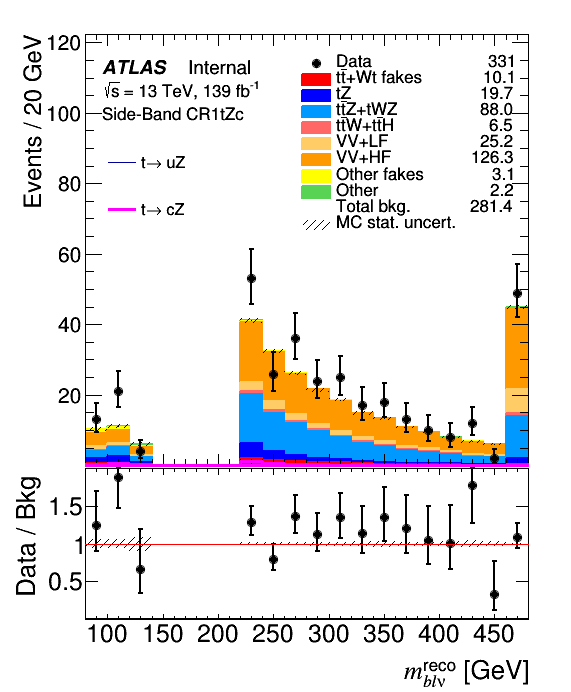 Events / 20 GeV
120
100
80
60
40
20
ATLAS Internal
√s = 13 TeV, 139 fb⁻¹
Side-Band CR1tZc
t→ uZ
t→ cZ
Data 331
tt̄+Wt fakes 10.1
tZ 19.7
tt̄Z+tWZ 88.0
tt̄W+tt̄H 6.5
VV+LF 25.2
VV+HF 126.3
Other fakes 3.1
Other 2.2
Total bkg. 281.4
MC stat. uncert.
Data / Bkg
1.5
1
0.5
100 150 200 250 300 350 400 450
m_{blν}^{reco} [GeV]